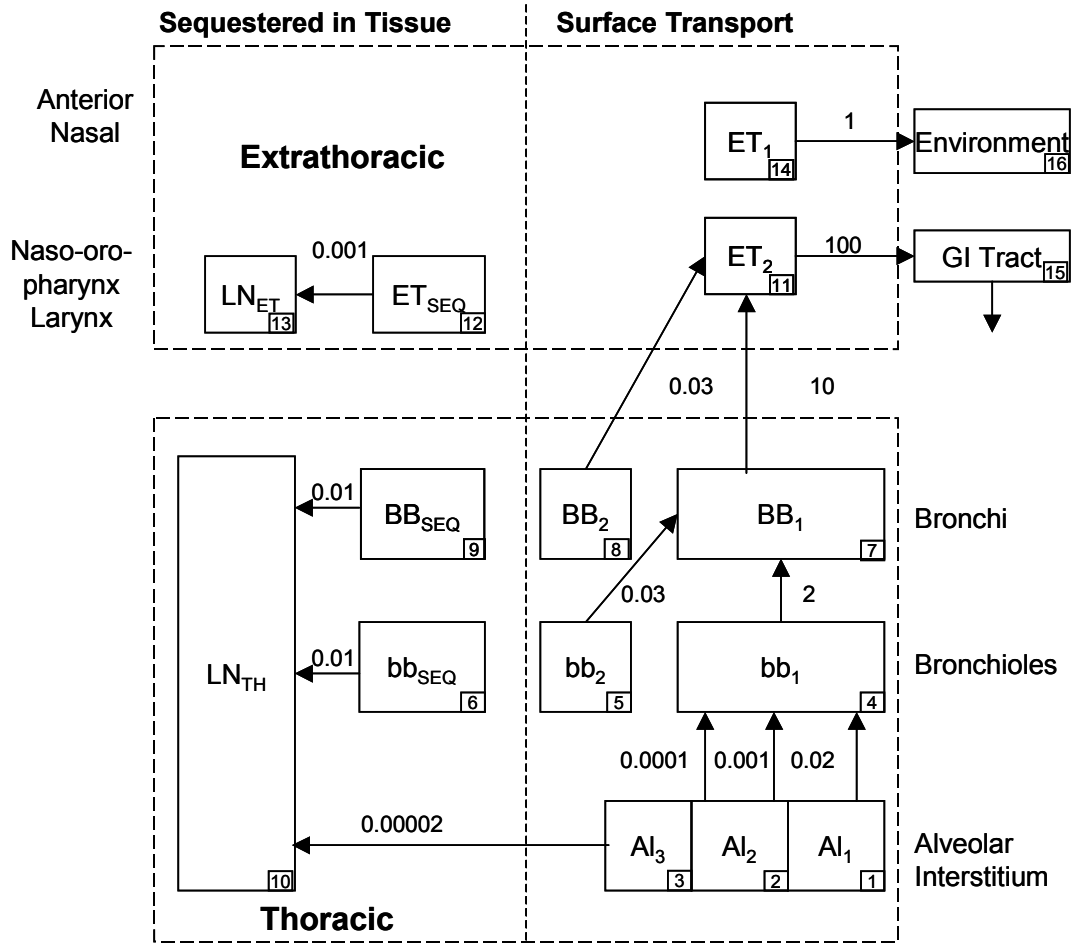 Sequestered in Tissue
Surface Transport
Anterior
Nasal
Extrathoracic
ET1
14
1
Environment
16
Naso-oro-
pharynx
Larynx
LNET
13
0.001
ETSEQ
12
ET2
11
100
GI Tract
15
0.03
10
LNTH
10
0.01
BBSEQ
9
BB2
8
BB1
7
Bronchi
0.03
2
0.01
bbSEQ
6
bb2
5
bb1
4
Bronchioles
0.0001
0.001
0.02
0.00002
AI3
3
AI2
2
AI1
1
Alveolar
Interstitium
Thoracic